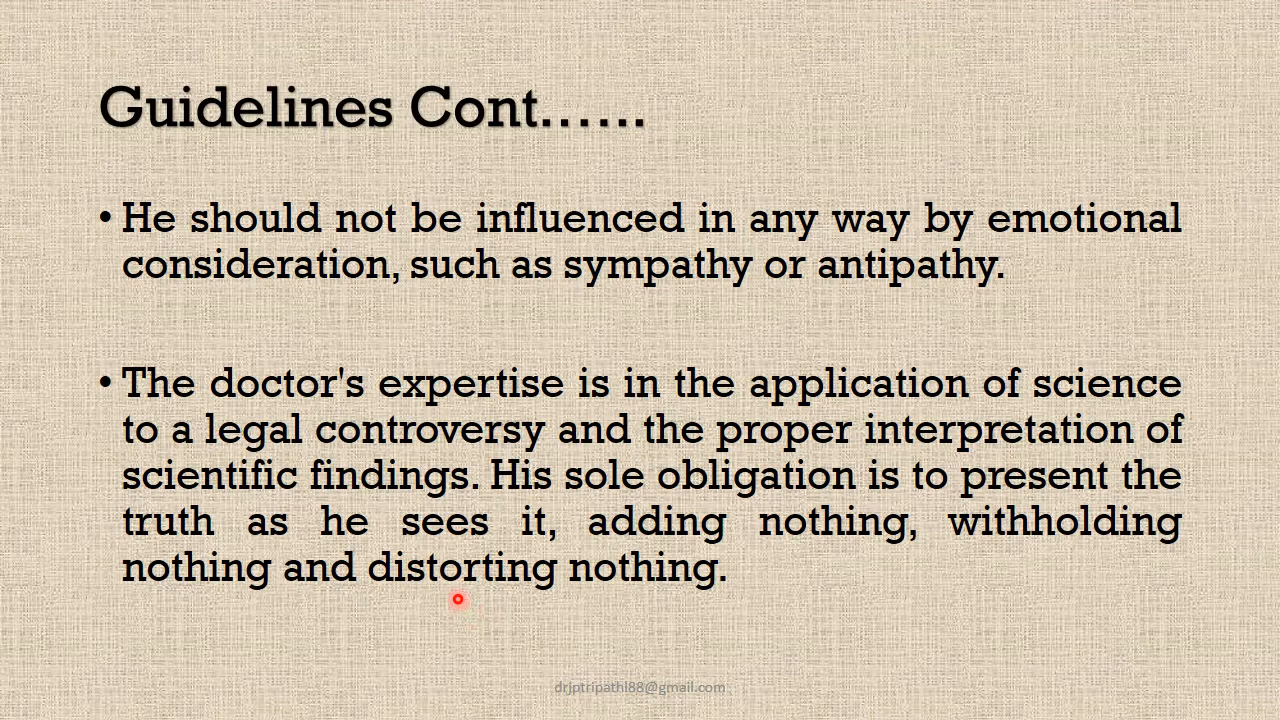 Guidelines Cont.…..
• He should not be influenced in any way by emotional
consideration, such as sympathy or antipathy.
• The doctor's expertise is in the application of science
to a legal controversy and the proper interpretation of
scientific findings. His sole obligation is to present the
truth as he sees it, adding nothing, withholding
nothing and distorting nothing.
drjptripathi88@gmail.com